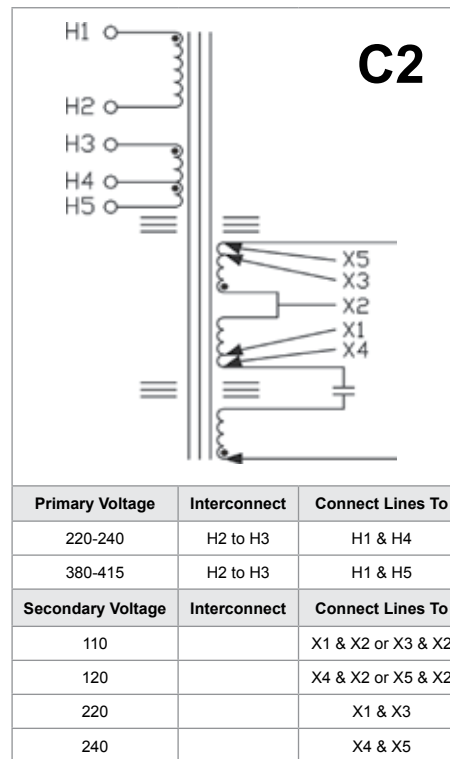 H1
C2
H2
H3
H4
H5
X5
X3
X2
X1
X4
Primary Voltage Interconnect Connect Lines To
220-240 H2 to H3 H1 & H4
380-415 H2 to H3 H1 & H5
Secondary Voltage Interconnect Connect Lines To
110 X1 & X2 or X3 & X2
120 X4 & X2 or X5 & X2
220 X1 & X3
240 X4 & X5